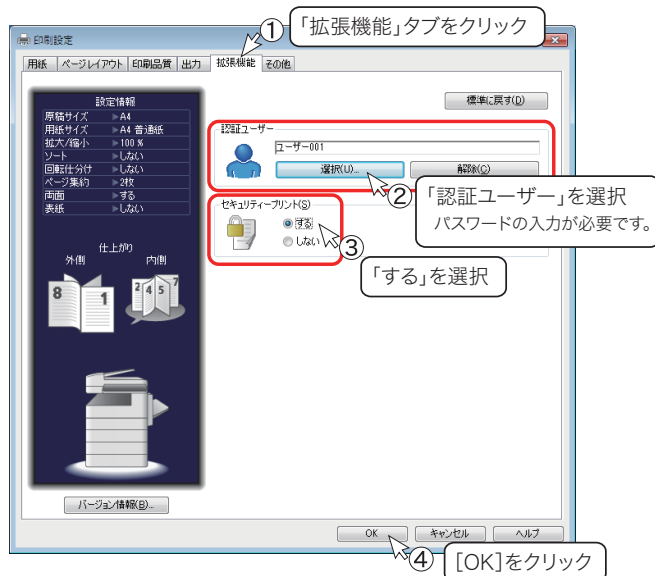 ①「拡張機能」タブをクリック
印刷設定
用紙 ページレイアウト 印刷品質 出力 拡張機能 その他
設定情報
原稿サイズ ▶A4
用紙サイズ ▶A4 普通紙
拡大/縮小 ▶100 %
ソート ▶しない
回転仕分け ▶しない
ページ集約 ▶2枚
両面 ▶する
表紙 ▶しない
仕上がり
外側 内側
8 1 2 4 5 7
バージョン情報(B)...
標準に戻す(D)
認証ユーザー
ユーザー001
選択(U)... 解除(C)
②「認証ユーザー」を選択
パスワードの入力が必要です。
セキュリティープリント(S)
する
しない
③
「する」を選択
OK キャンセル ヘルプ
④ [OK]をクリック